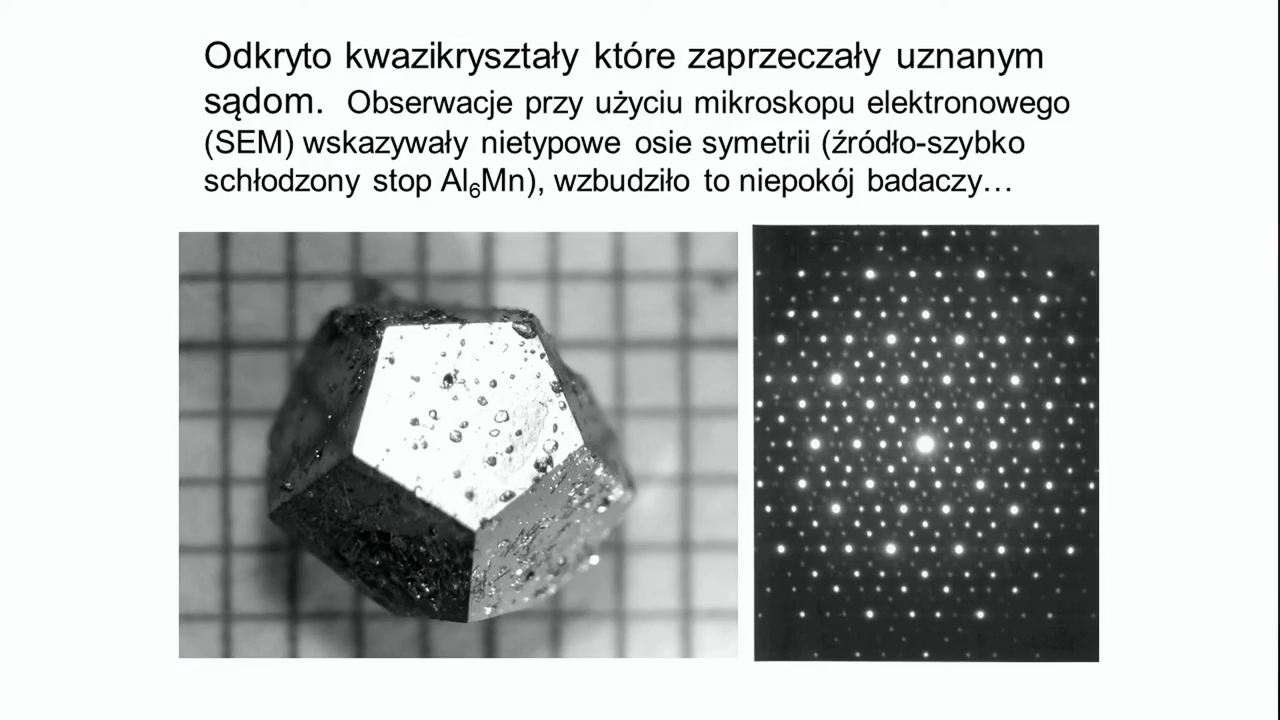 Odkryto kwazikryształy które zaprzeczały uznanym
sądom. Obserwacje przy użyciu mikroskopu elektronowego
(SEM) wskazywały nietypowe osie symetrii (źródło-szybko
schłodzony stop Al₆Mn), wzbudziło to niepokój badaczy…